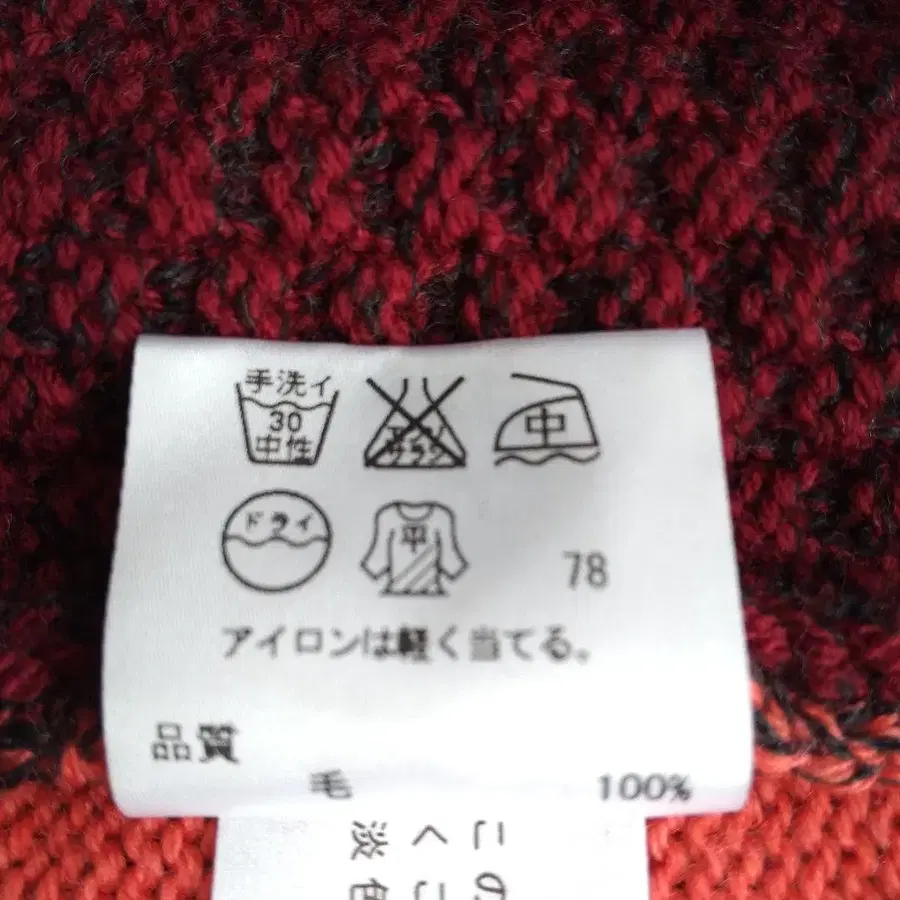 手洗イ
30
中性
エンソ
サラシ
中
ドライ
平
78
アイロンは軽く当てる。
品質
毛 100%